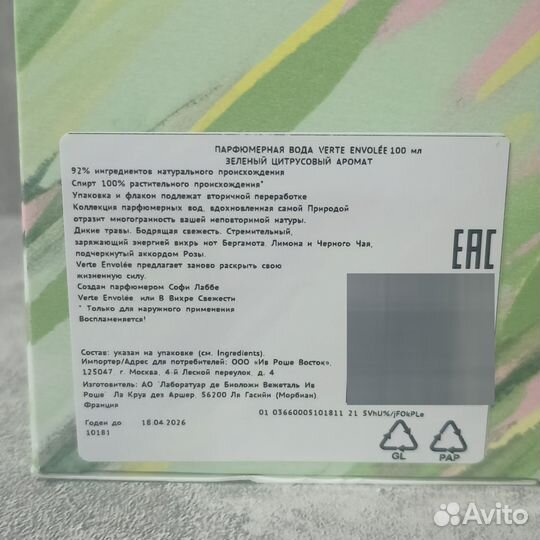 ПАРФЮМЕРНАЯ ВОДА VERTE ENVOLÉE 100 мл
ЗЕЛЕНЫЙ ЦИТРУСОВЫЙ АРОМАТ
92% ингредиентов натурального происхождения
Спирт 100% растительного происхождения*
Упаковка и флакон подлежат вторичной переработке
Коллекция парфюмерных вод, вдохновленная самой Природой
отразит многогранность вашей неповторимой натуры.
Дикие травы. Бодрящая свежесть. Стремительный,
заряжающий энергией вихрь нот Бергамота, Лимона и Черного Чая,
подчеркнутый аккордом Розы.
Verte Envolée предлагает заново раскрыть свою
жизненную силу.
Создан парфюмером Софи Лаббе
Verte Envolée или В Вихре Свежести
* Только для наружного применения
Воспламеняется!
EAC
Состав: указан на упаковке (см. Ingredients).
Импортер/Адрес для потребителей: ООО «Ив Роше Восток»,
125047, г. Москва, 4-й Лесной переулок, д. 4
Изготовитель: АО "Лаборатуар де Биоложи Вежеталь Ив
Роше" Ла Круа дез Аршер, 56200 Ля Гасийи (Морбиан),
Франция
01 03660005101811 21 5VhU%/jFOkPLe
Годен до 18.04.2026
10181
GL PAP
Avito